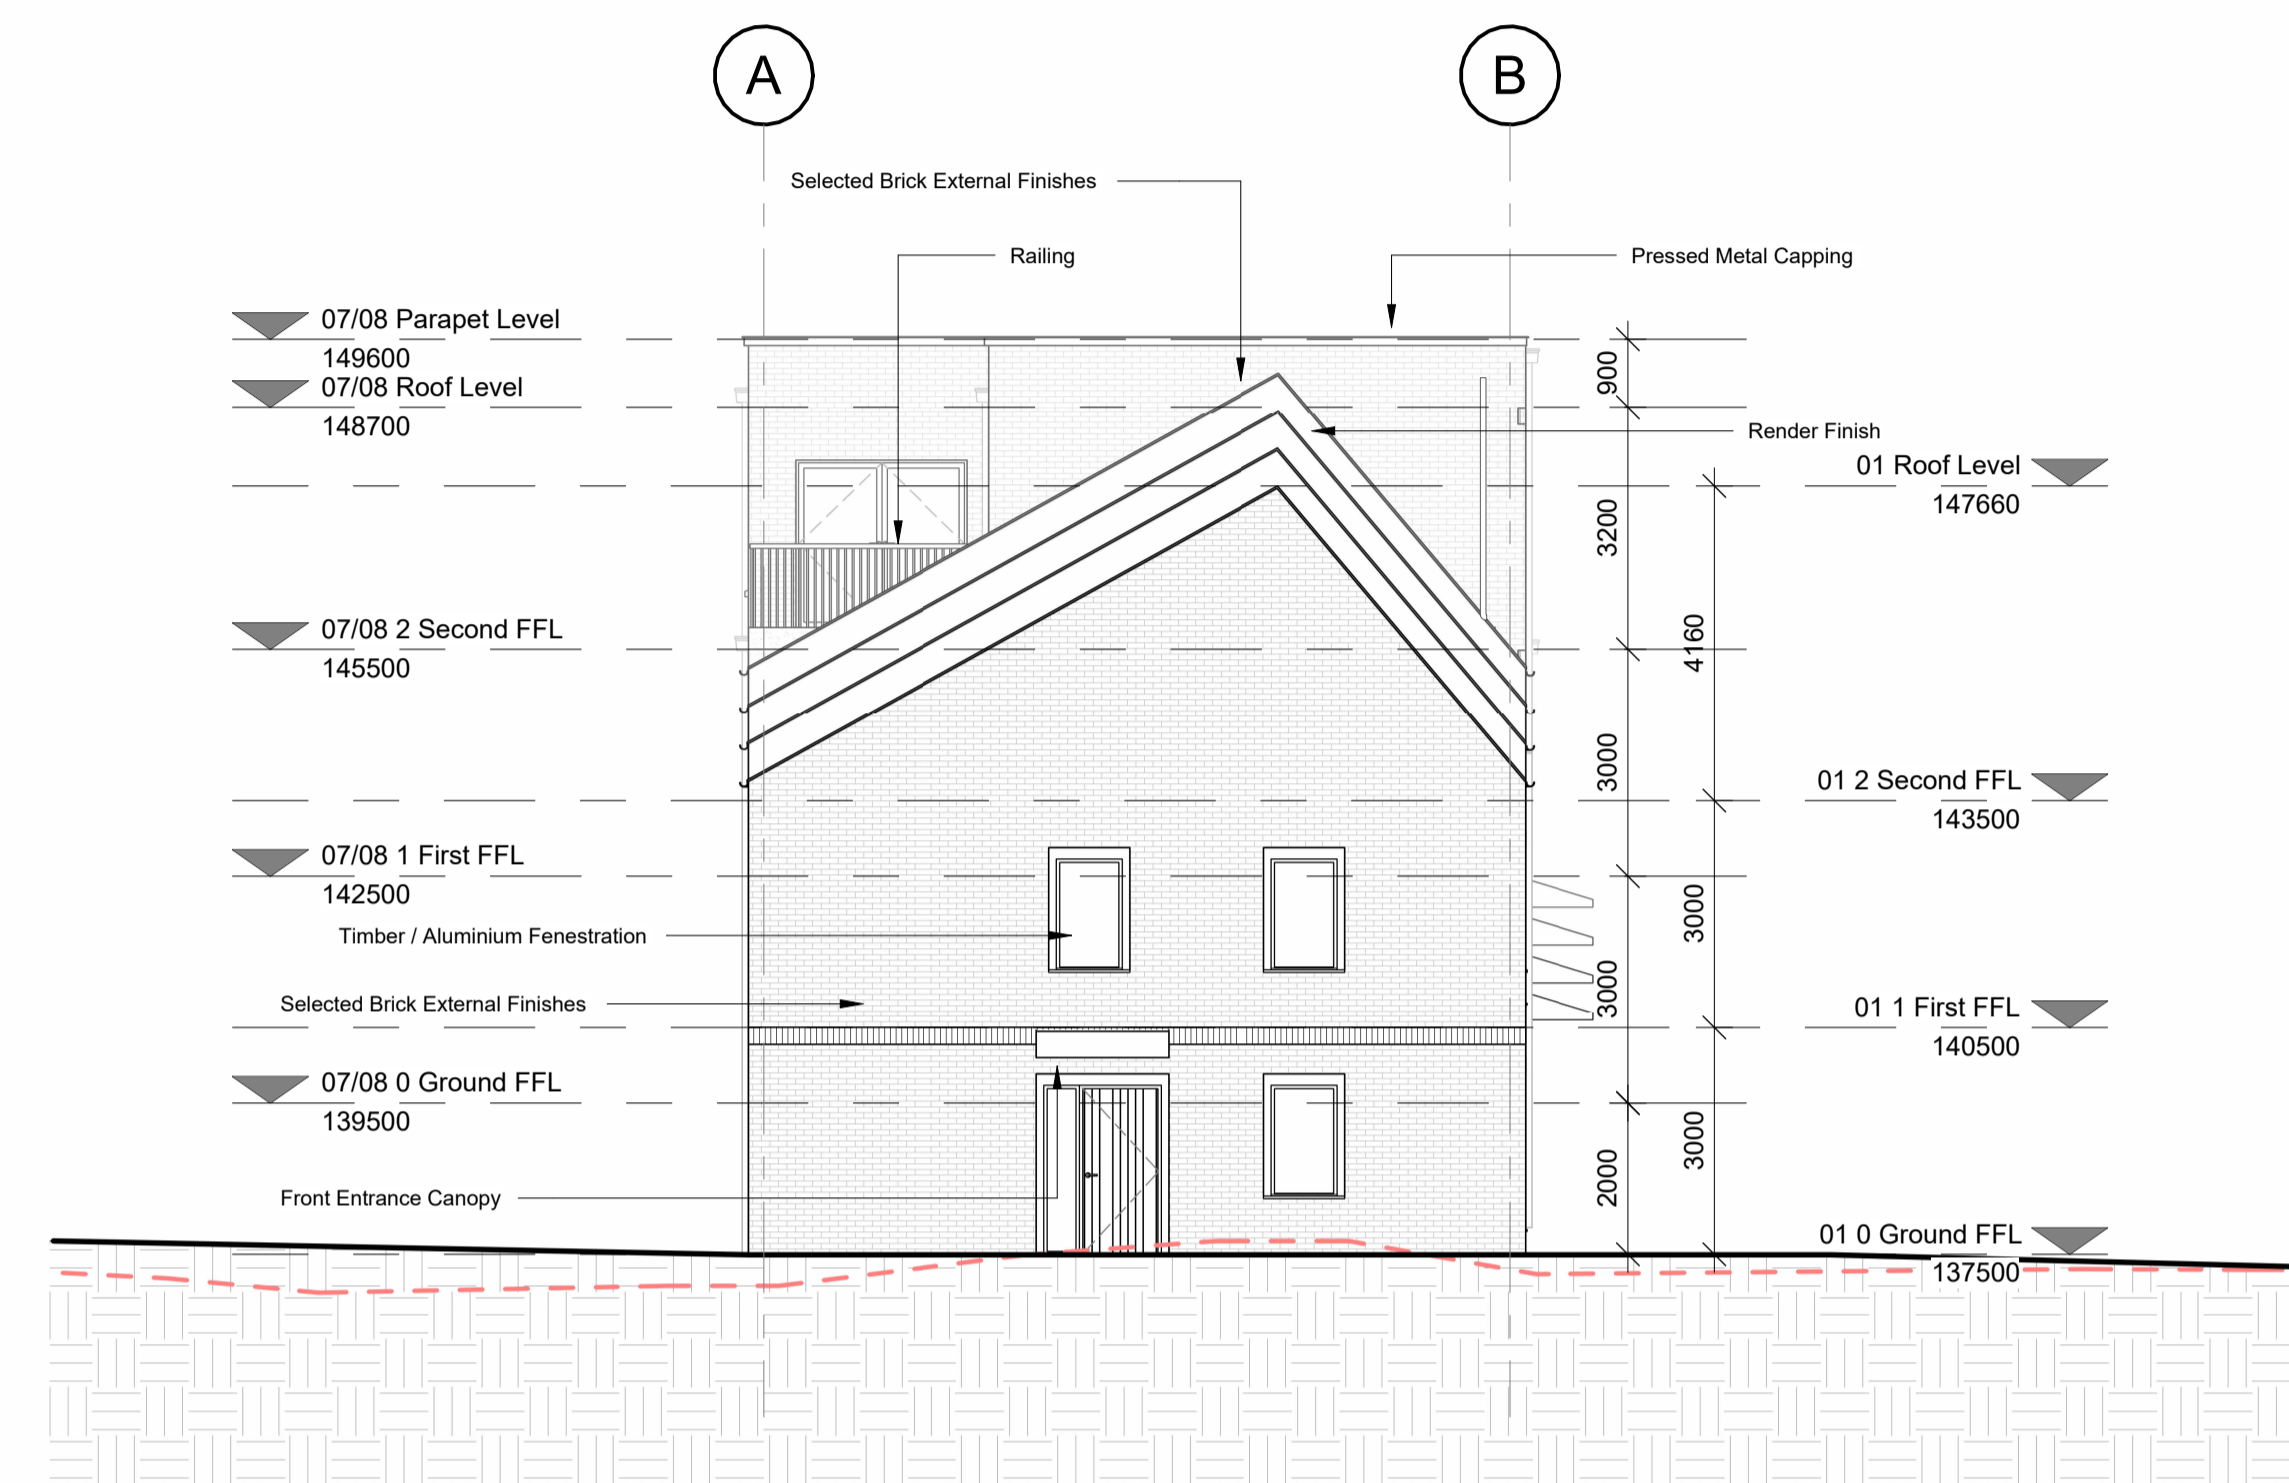 A
B
Selected Brick External Finishes
Railing
Pressed Metal Capping
07/08 Parapet Level
149600
07/08 Roof Level
148700
900
Render Finish
01 Roof Level
147660
3200
07/08 2 Second FFL
145500
4160
3000
01 2 Second FFL
143500
07/08 1 First FFL
142500
Timber / Aluminium Fenestration
3000
Selected Brick External Finishes
3000
01 1 First FFL
140500
07/08 0 Ground FFL
139500
3000
2000
Front Entrance Canopy
01 0 Ground FFL
137500